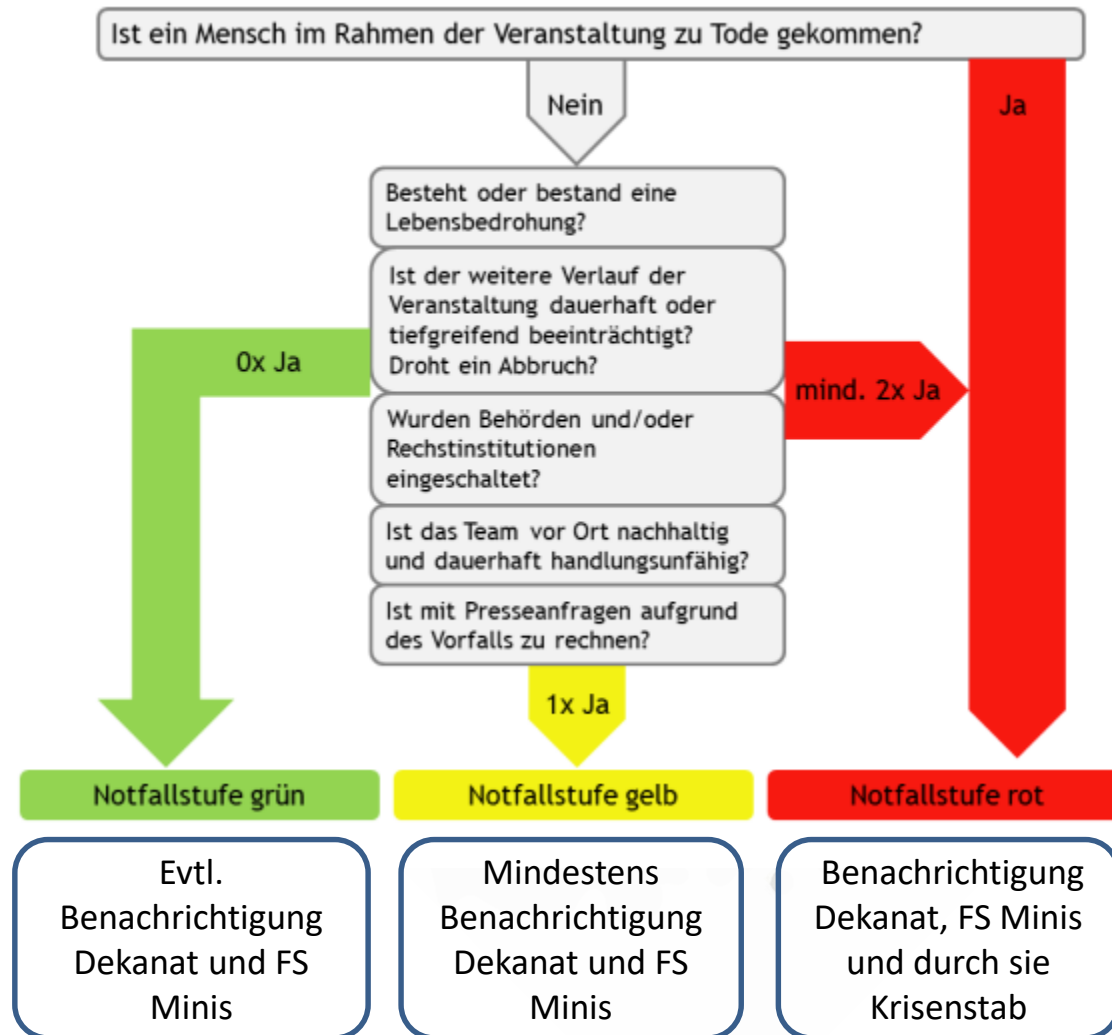 Ist ein Mensch im Rahmen der Veranstaltung zu Tode gekommen?
Nein
Ja
Besteht oder bestand eine
Lebensbedrohung?
Ist der weitere Verlauf der
Veranstaltung dauerhaft oder
tiefgreifend beeinträchtigt?
Droht ein Abbruch?
0x Ja
mind. 2x Ja
Wurden Behörden und/oder
Rechstinstitutionen
eingeschaltet?
Ist das Team vor Ort nachhaltig
und dauerhaft handlungsunfähig?
Ist mit Presseanfragen aufgrund
des Vorfalls zu rechnen?
1x Ja
Notfallstufe grün
Notfallstufe gelb
Notfallstufe rot
Evtl.
Benachrichtigung
Dekanat und FS
Minis
Mindestens
Benachrichtigung
Dekanat und FS
Minis
Benachrichtigung
Dekanat, FS Minis
und durch sie
Krisenstab